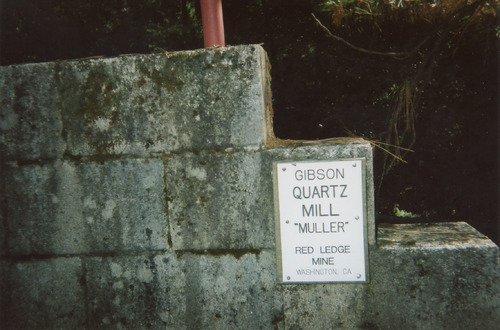 GIBSON
QUARTZ
MILL
"MULLER"
RED LEDGE
MINE
WASHINGTON, CA.